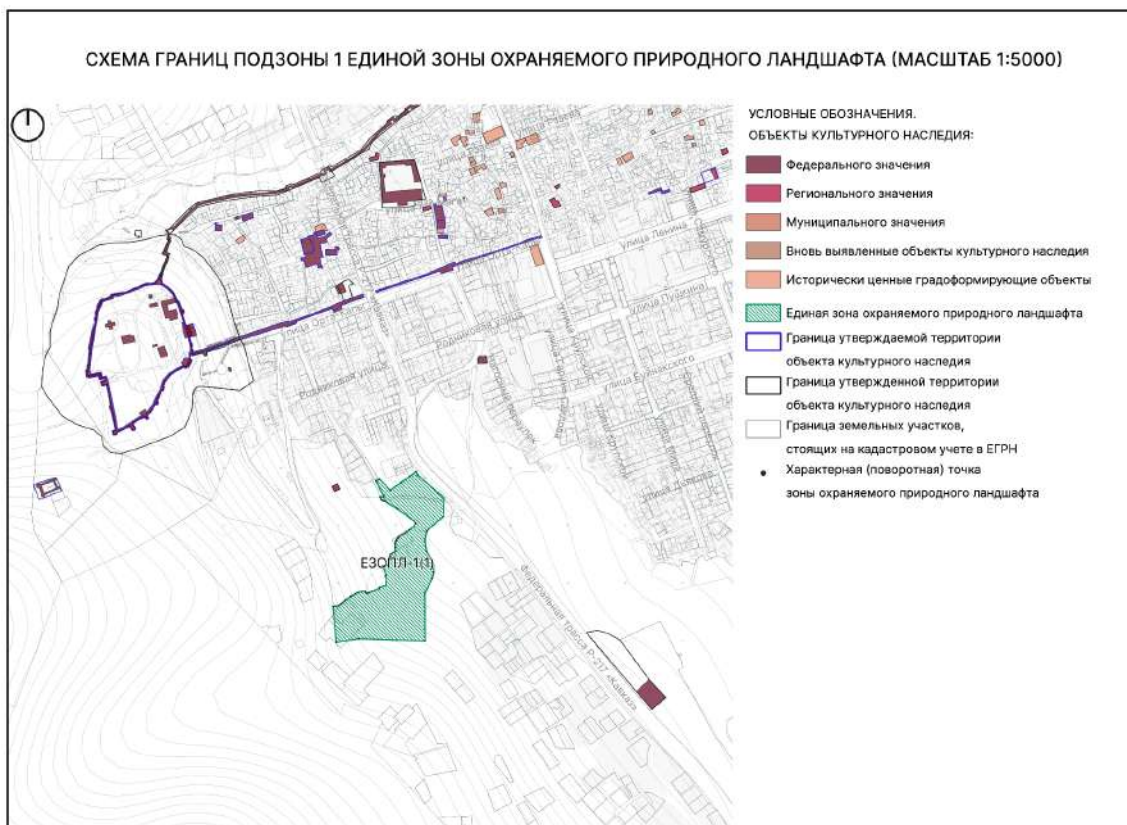 СХЕМА ГРАНИЦ ПОДЗОНЫ 1 ЕДИНОЙ ЗОНЫ ОХРАНЯЕМОГО ПРИРОДНОГО ЛАНДШАФТА (МАСШТАБ 1:5000)
УСЛОВНЫЕ ОБОЗНАЧЕНИЯ.
ОБЪЕКТЫ КУЛЬТУРНОГО НАСЛЕДИЯ:
Федерального значения
Регионального значения
Муниципального значения
Вновь выявленные объекты культурного наследия
Исторически ценные градоформирующие объекты
Единая зона охраняемого природного ландшафта
Граница утверждаемой территории
объекта культурного наследия
Граница утвержденной территории
объекта культурного наследия
Граница земельных участков,
стоящих на кадастровом учете в ЕГРН
Характерная (поворотная) точка
зоны охраняемого природного ландшафта
улица Ленина
улица Пушкина
Родниковая улица
улица Буйнакского
Родниковая улица
ЕЗОПЛ-1(1)
Федеральная трасса Р-217 «Кавказ»